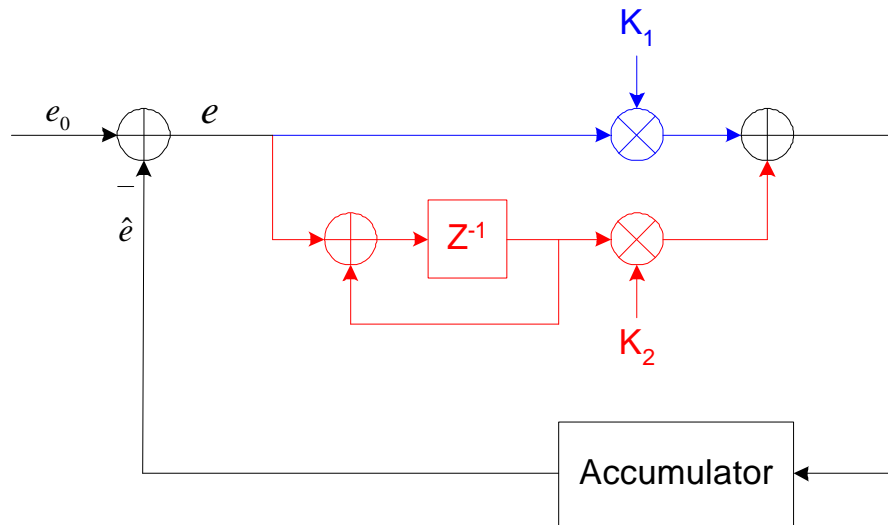 K₁
e₀
e
−
ê
Z⁻¹
K₂
Accumulator